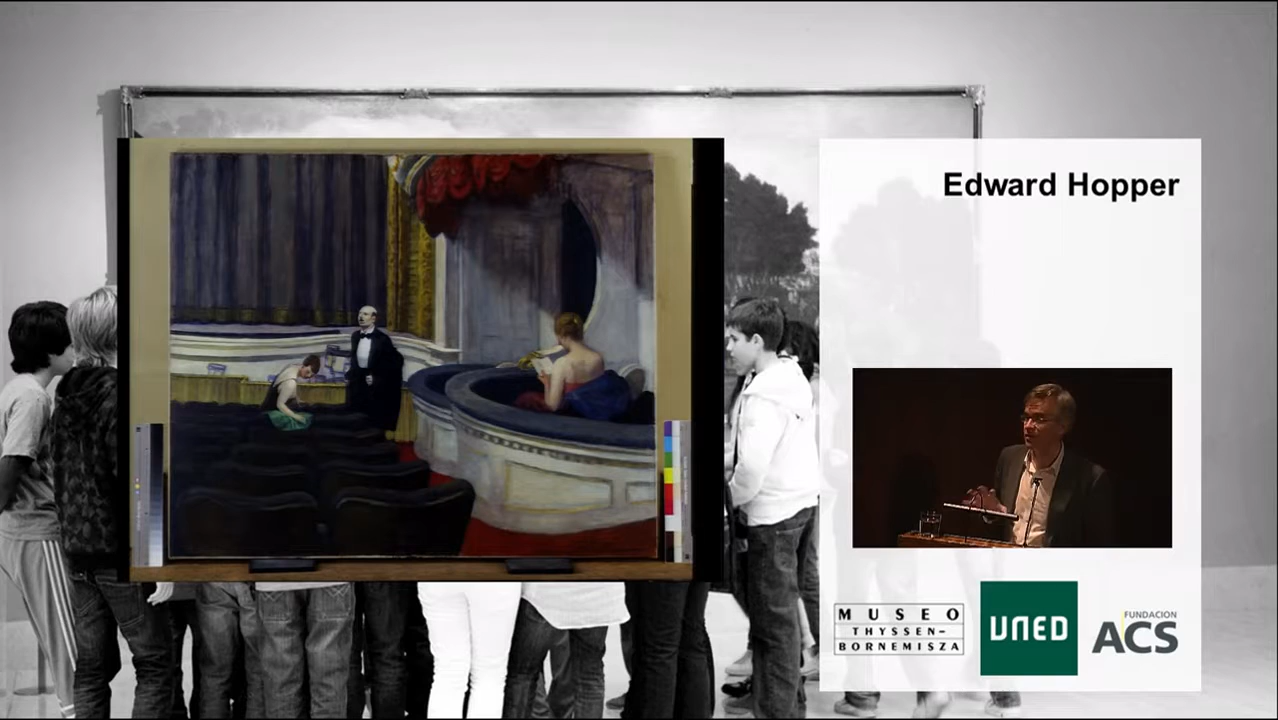 Edward Hopper
MUSEO
THYSSEN-
BORNEMISZA
UNED
FUNDACION
ACS